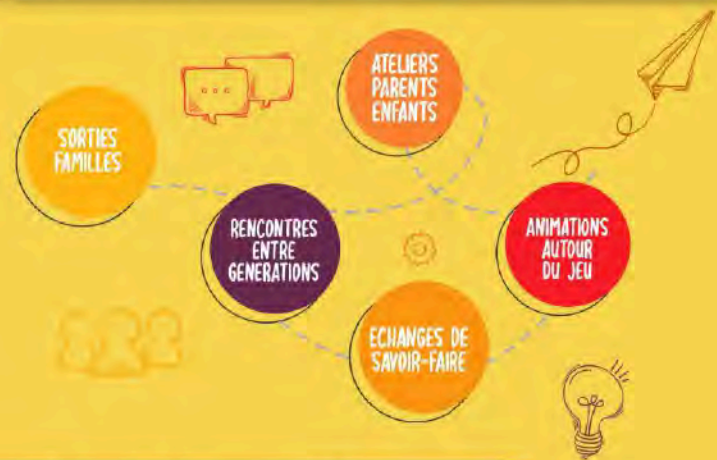 ATELIERS
PARENTS
ENFANTS
SORTIES
FAMILLES
RENCONTRES
ENTRE
GENERATIONS
ANIMATIONS
AUTOUR
DU JEU
ECHANGES DE
SAVOIR-FAIRE